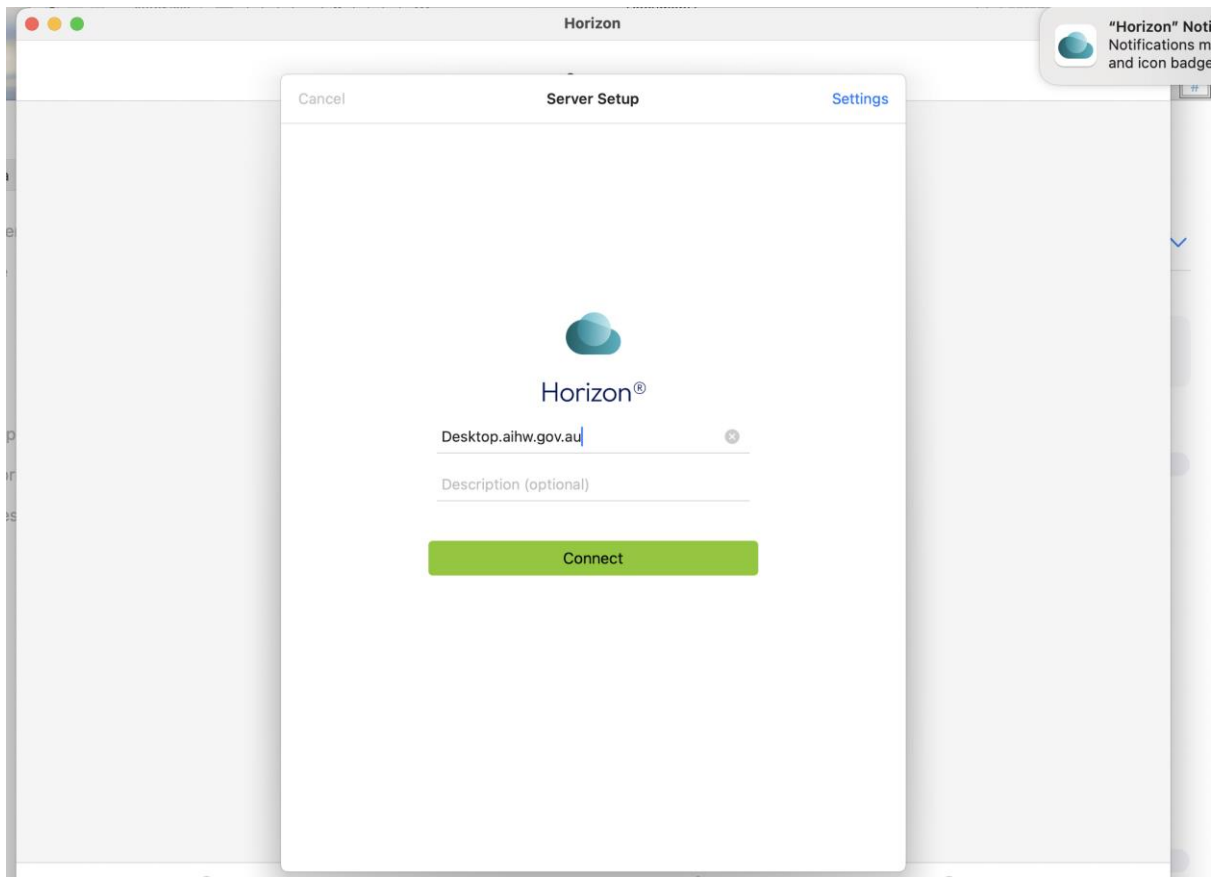 Horizon
"Horizon" Noti
Notifications m
and icon badge
Cancel
Server Setup
Settings
#
Horizon®
Desktop.aihw.gov.au
Description (optional)
Connect